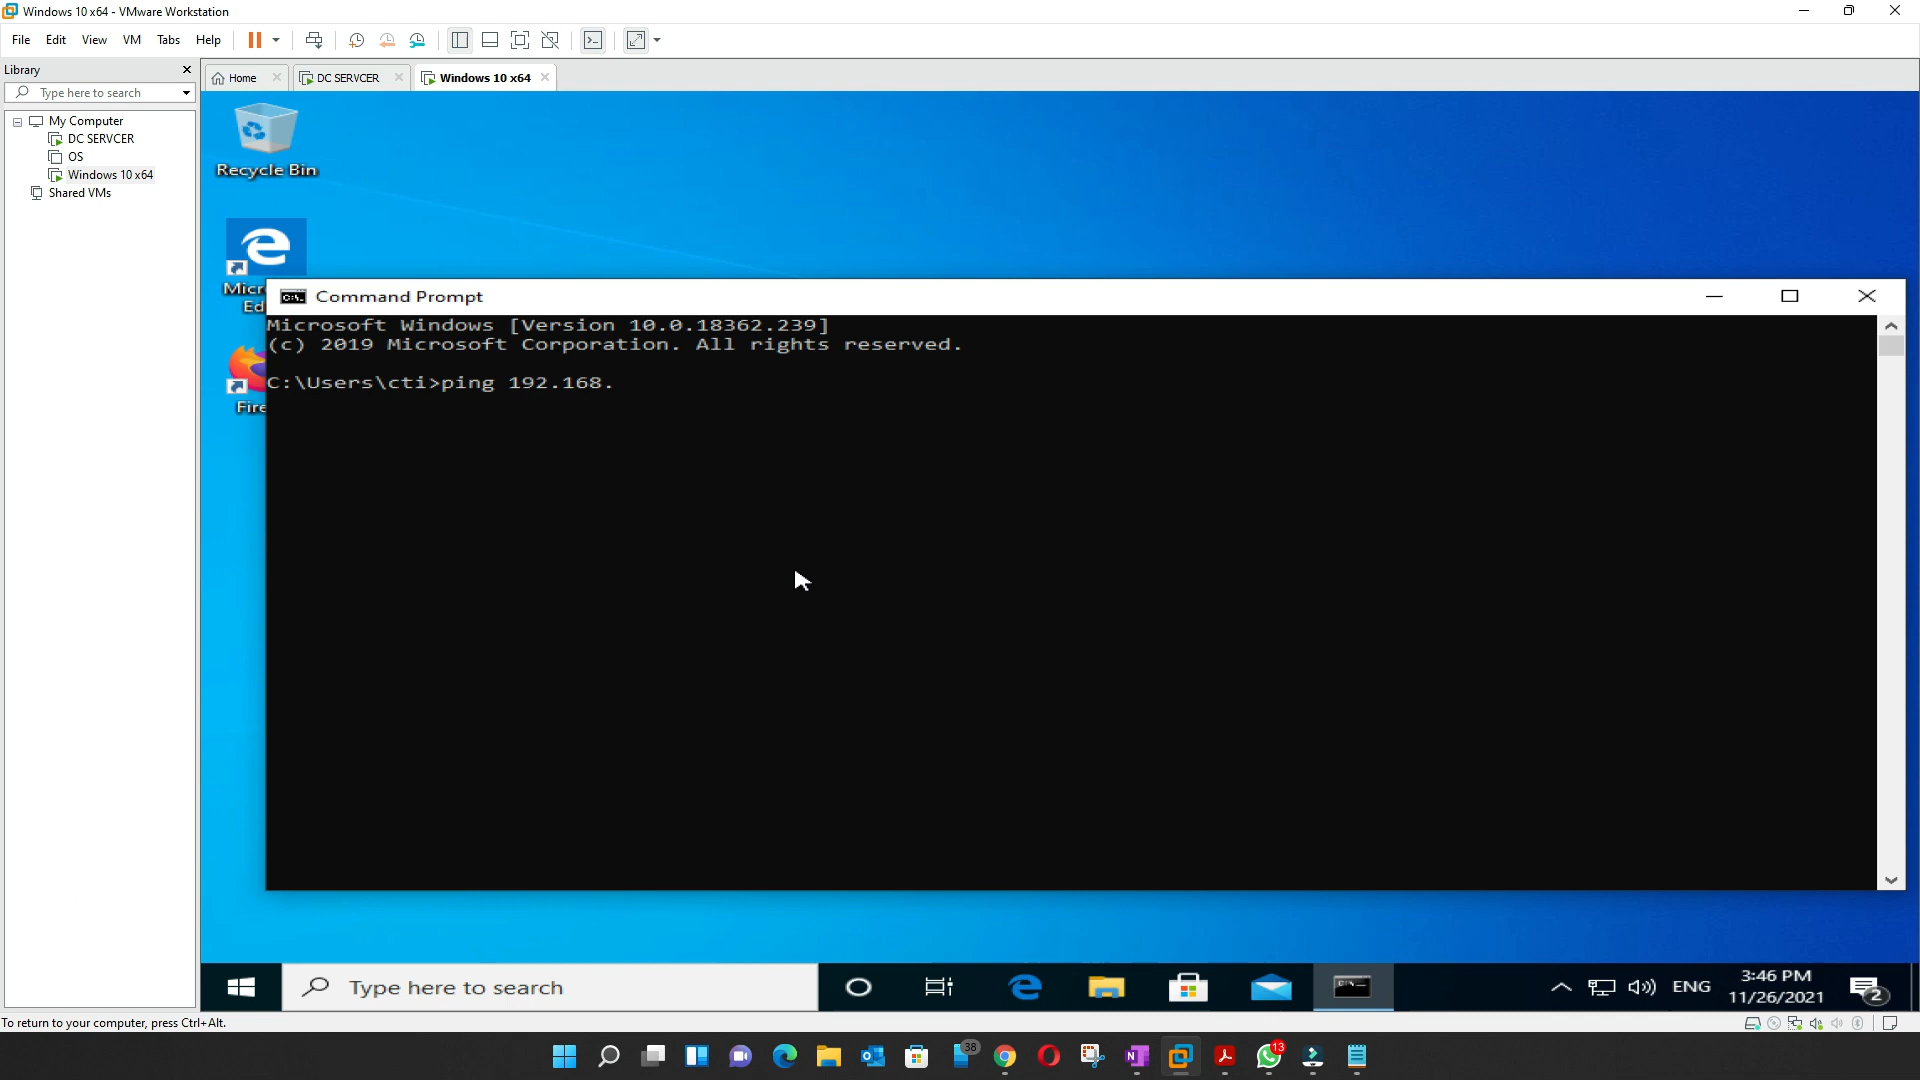 Windows 10 x64 - VMware Workstation
File Edit View VM Tabs Help
Library
Type here to search
Home
DC SERVCER
Windows 10 x64
My Computer
DC SERVCER
OS
Windows 10 x64
Shared VMs
Recycle Bin
Command Prompt
Microsoft Windows [Version 10.0.18362.239]
(c) 2019 Microsoft Corporation. All rights reserved.
C:\Users\cti>ping 192.168.
Type here to search
ENG
3:46 PM
11/26/2021
2
To return to your computer, press Ctrl+Alt.
38
13